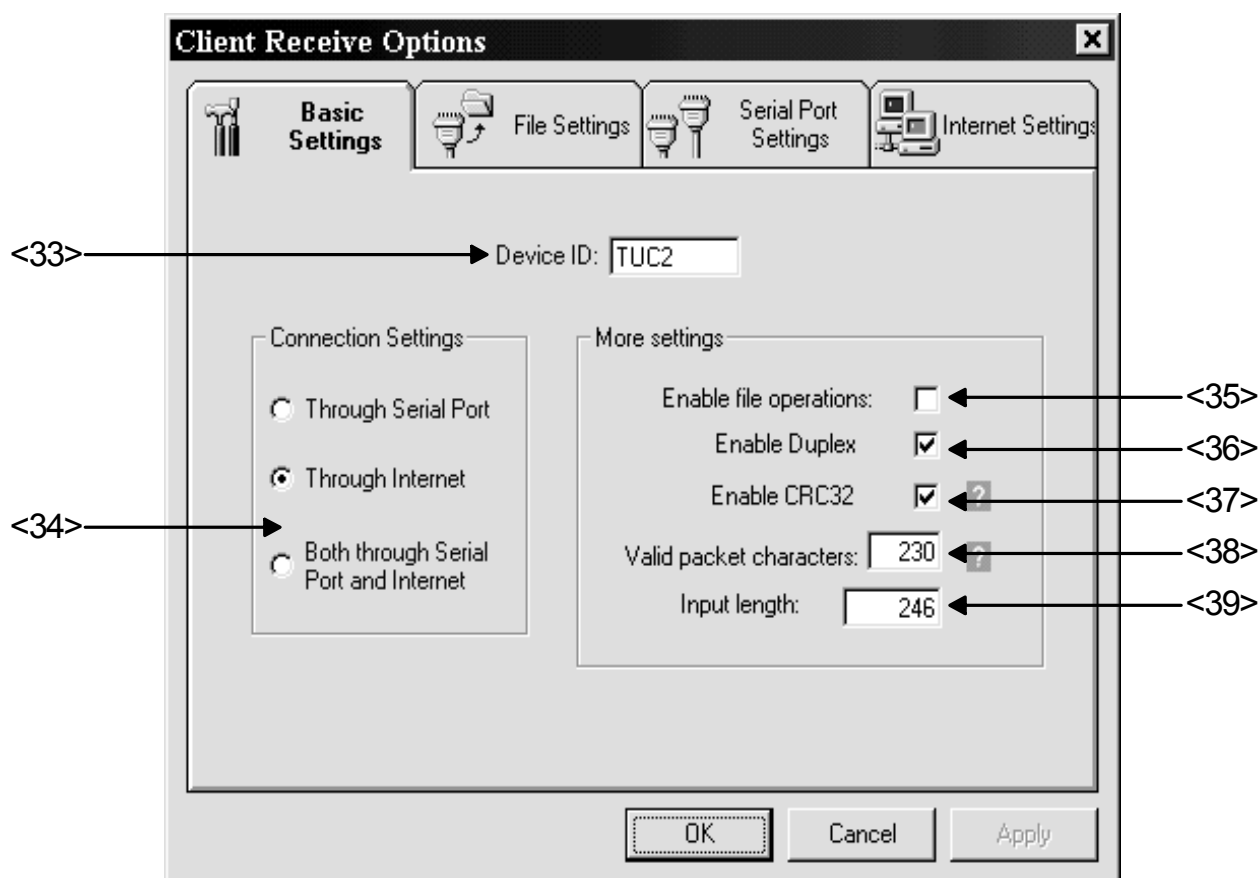 Client Receive Options
Basic
Settings
File Settings
Serial Port
Settings
Internet Settings
<33>
Device ID: TUC2
Connection Settings
Through Serial Port
Through Internet
<34>
Both through Serial
Port and Internet
More settings
Enable file operations:
<35>
Enable Duplex
<36>
Enable CRC32
?
<37>
Valid packet characters: 230
?
<38>
Input length: 246
<39>
OK
Cancel
Apply